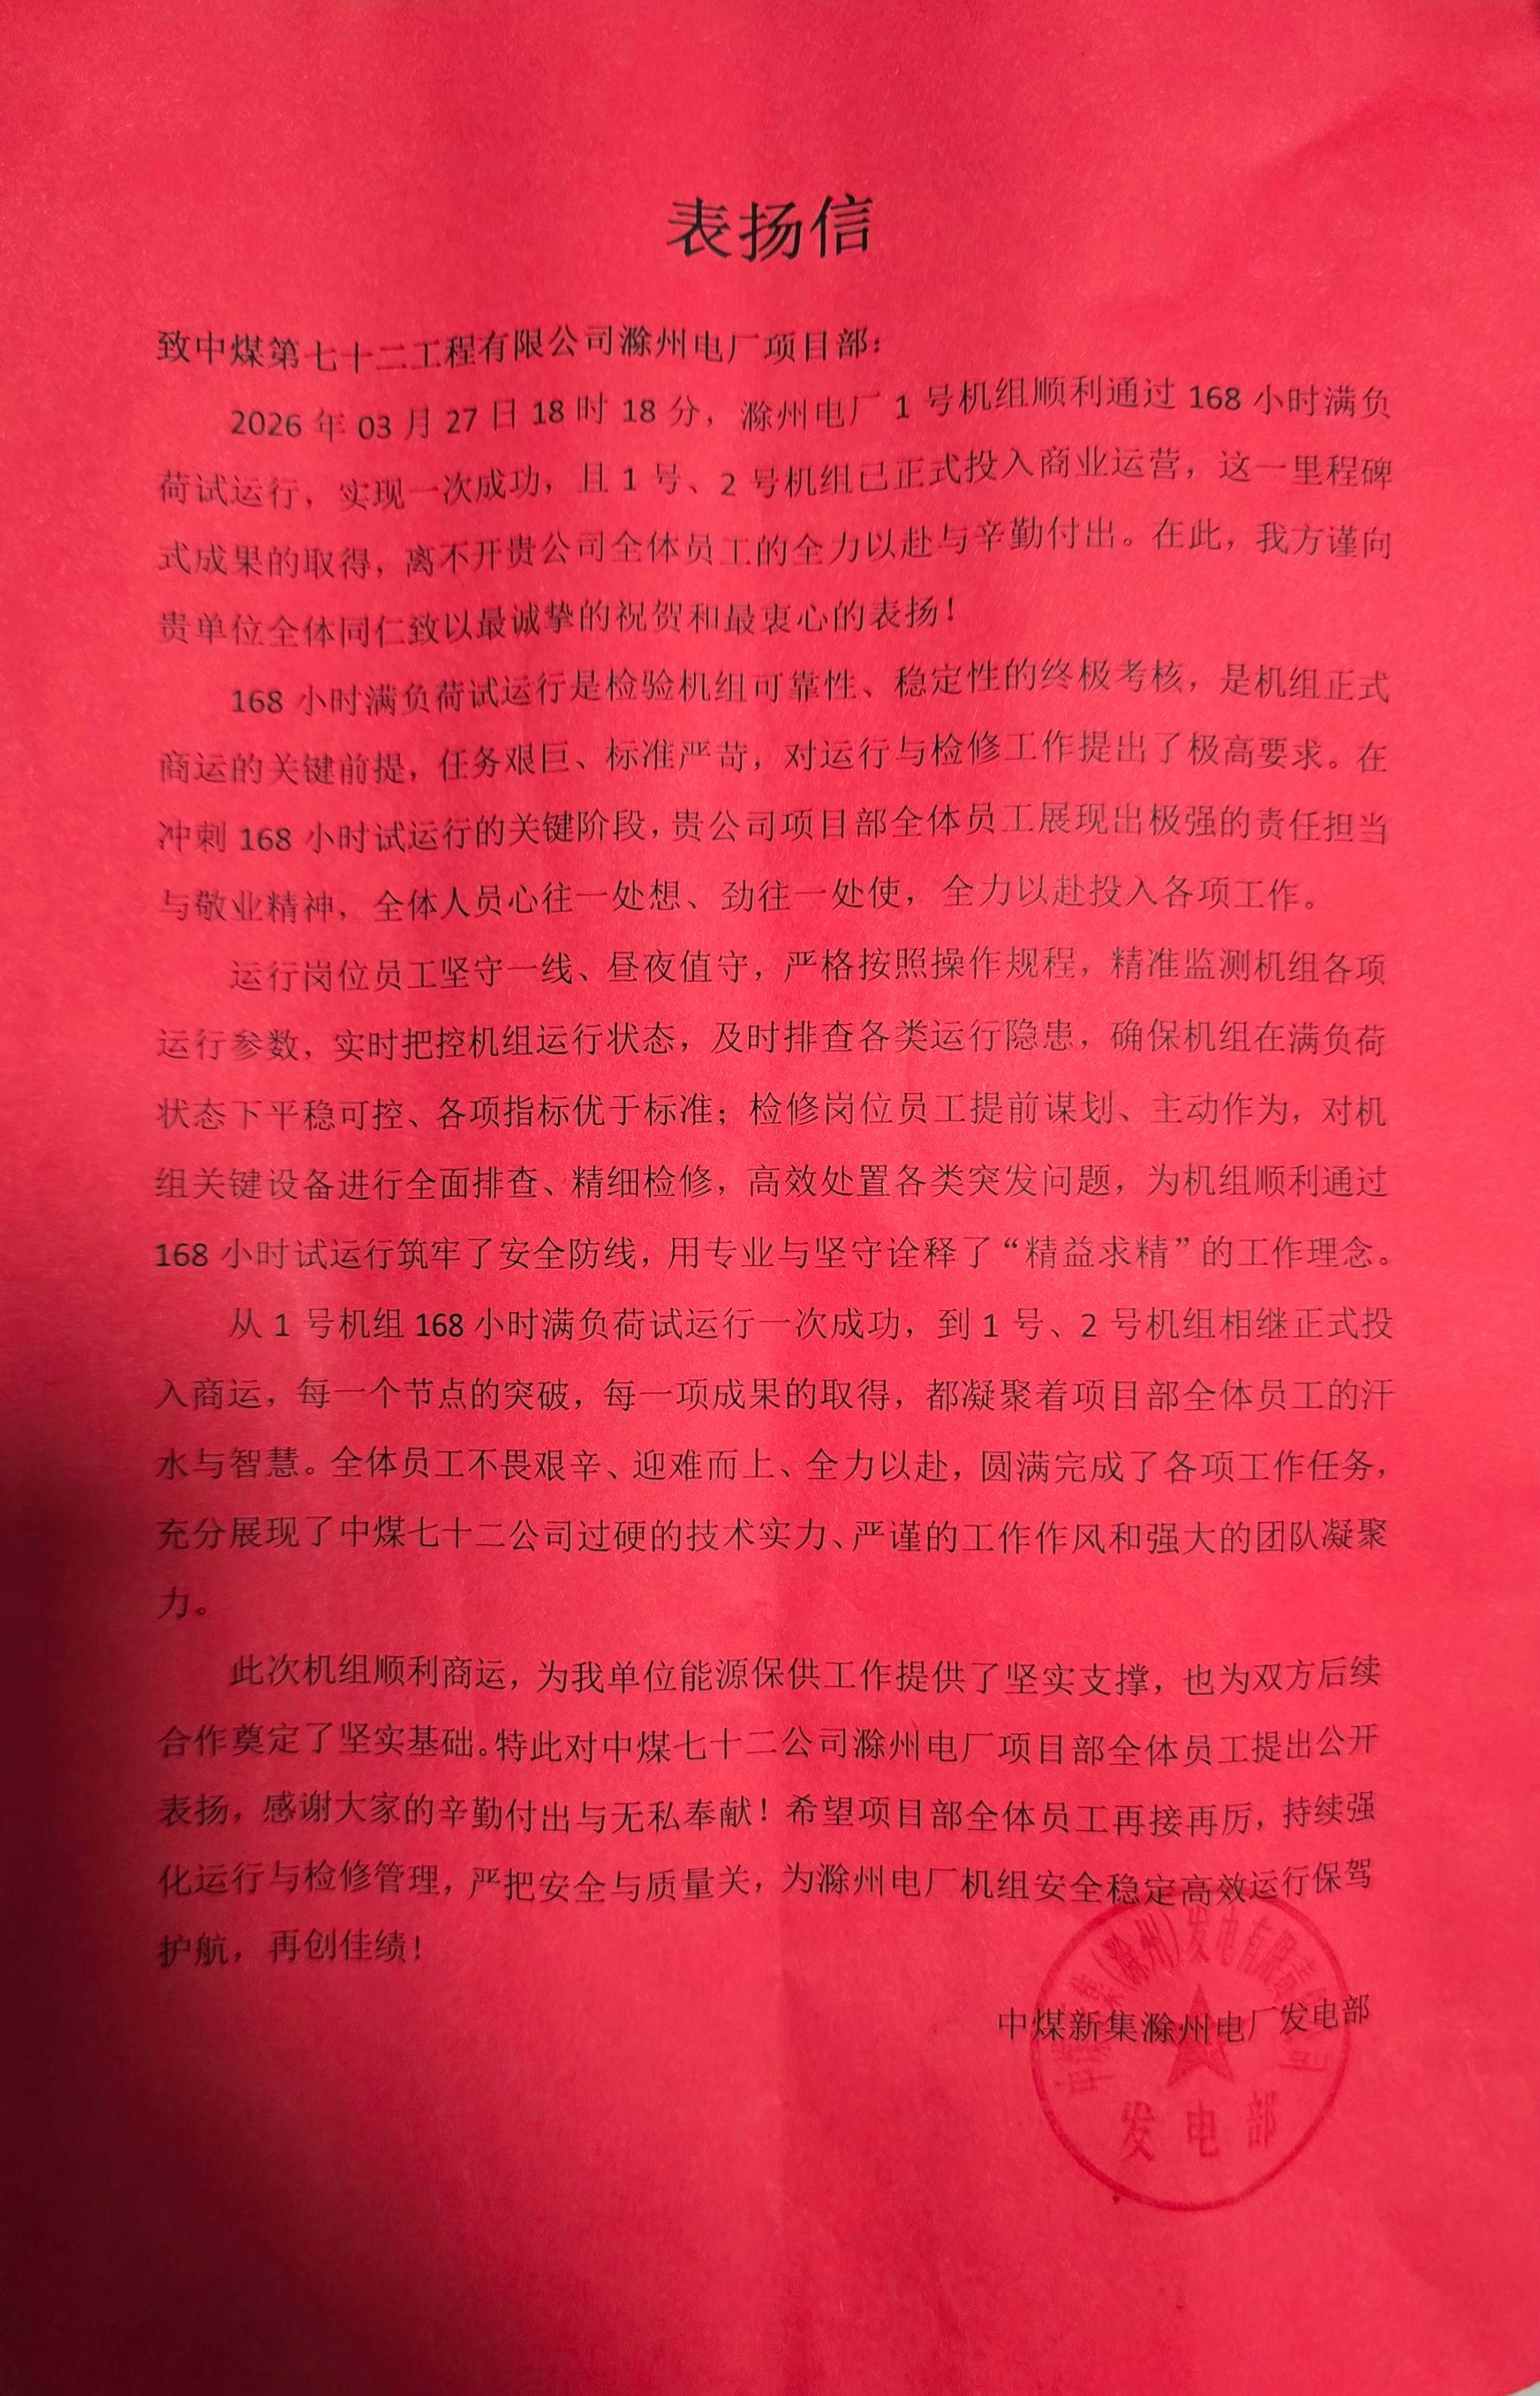 表扬信
致中煤第七十二工程有限公司滁州电厂项目部：
2026 年 03 月 27 日 18 时 18 分，滁州电厂 1 号机组顺利通过 168 小时满负
荷试运行，实现一次成功，且 1 号、2 号机组已正式投入商业运营，这一里程碑
式成果的取得，离不开贵公司全体员工的全力以赴与辛勤付出。在此，我方谨向
贵单位全体同仁致以最诚挚的祝贺和最衷心的表扬！
168 小时满负荷试运行是检验机组可靠性、稳定性的终极考核，是机组正式
商运的关键前提，任务艰巨、标准严苛，对运行与检修工作提出了极高要求。在
冲刺 168 小时试运行的关键阶段，贵公司项目部全体员工展现出极强的责任担当
与敬业精神，全体人员心往一处想、劲往一处使，全力以赴投入各项工作。
运行岗位员工坚守一线、昼夜值守，严格按照操作规程，精准监测机组各项
运行参数，实时把控机组运行状态，及时排查各类运行隐患，确保机组在满负荷
状态下平稳可控、各项指标优于标准；检修岗位员工提前谋划、主动作为，对机
组关键设备进行全面排查、精细检修，高效处置各类突发问题，为机组顺利通过
168 小时试运行筑牢了安全防线，用专业与坚守诠释了“精益求精”的工作理念。
从 1 号机组 168 小时满负荷试运行一次成功，到 1 号、2 号机组相继正式投
入商运，每一个节点的突破，每一项成果的取得，都凝聚着项目部全体员工的汗
水与智慧。全体员工不畏艰辛、迎难而上、全力以赴，圆满完成了各项工作任务，
充分展现了中煤七十二公司过硬的技术实力、严谨的工作作风和强大的团队凝聚
力。
此次机组顺利商运，为我单位能源保供工作提供了坚实支撑，也为双方后续
合作奠定了坚实基础。特此对中煤七十二公司滁州电厂项目部全体员工提出公开
表扬，感谢大家的辛勤付出与无私奉献！希望项目部全体员工再接再厉，持续强
化运行与检修管理，严把安全与质量关，为滁州电厂机组安全稳定高效运行保驾
护航，再创佳绩！
中煤新集滁州电厂发电部
(滁州)发电有限责
司
发电部